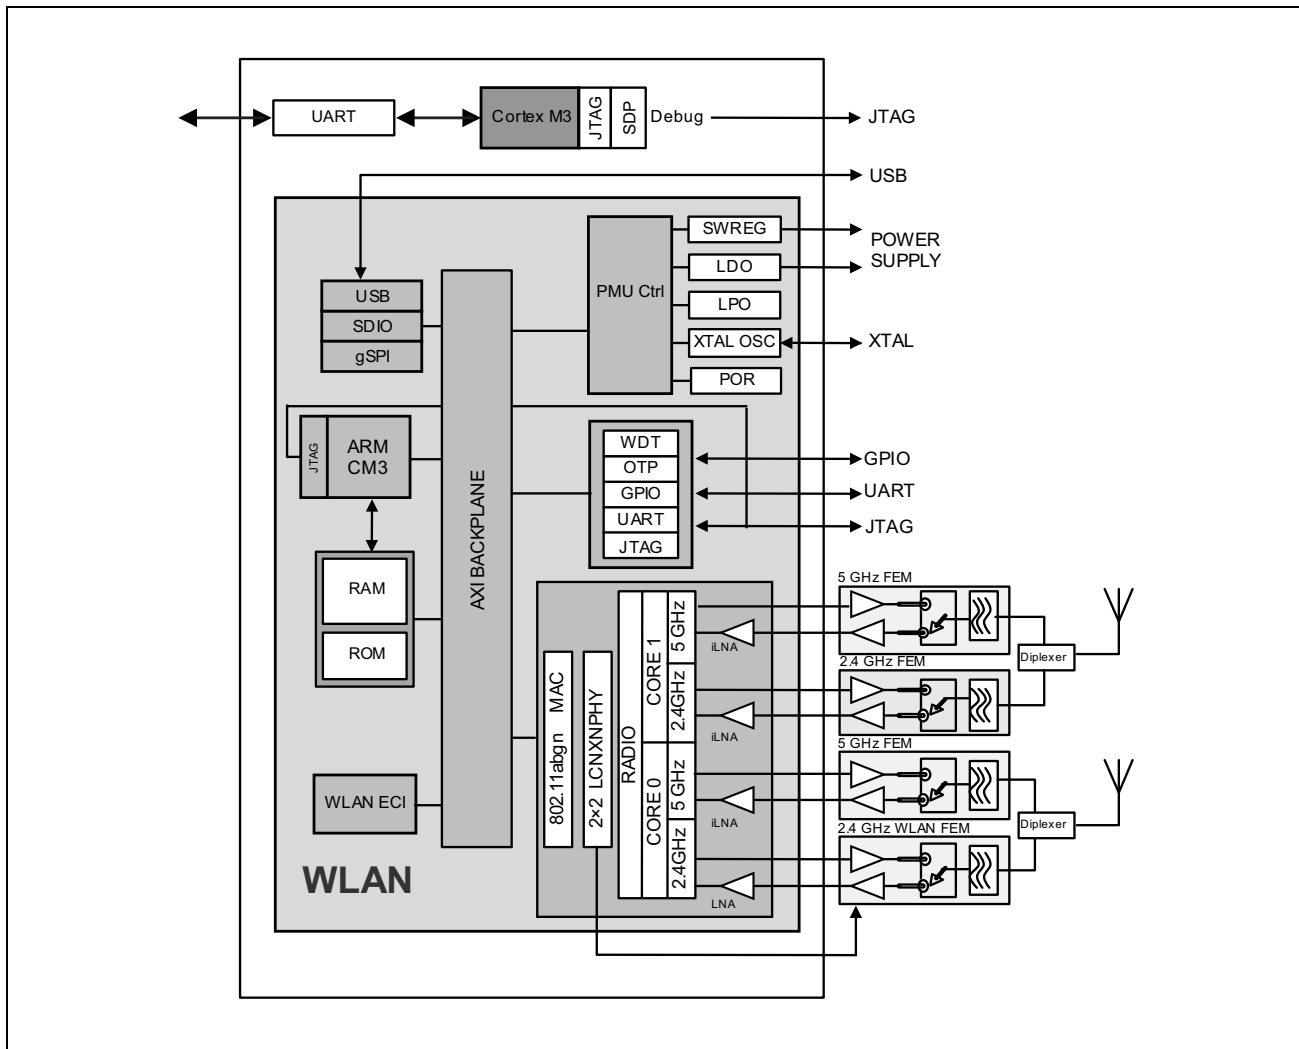 UART
Cortex M3
JTAG
SDP
Debug
JTAG
USB
SWREG
POWER
SUPPLY
LDO
PMU Ctrl
LPO
XTAL OSC
XTAL
POR
USB
SDIO
gSPI
JTAG
ARM
CM3
AXI BACKPLANE
WDT
OTP
GPIO
UART
JTAG
GPIO
UART
JTAG
RAM
ROM
WLAN ECI
WLAN
802.11abgn MAC
2×2 LCNXNPHY
RADIO
CORE 1
CORE 0
5 GHz
2.4GHz
5 GHz
2.4GHz
iLNA
iLNA
iLNA
LNA
5 GHz FEM
2.4 GHz FEM
5 GHz FEM
2.4 GHz WLAN FEM
Diplexer
Diplexer